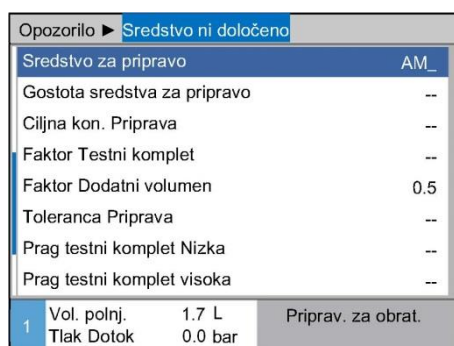 Opozorilo ► Sredstvo ni določeno
Sredstvo za pripravo AM_
Gostota sredstva za pripravo --
Ciljna kon. Priprava --
Faktor Testni komplet --
Faktor Dodatni volumen 0.5
Toleranca Priprava --
Prag testni komplet Nizka --
Prag testni komplet visoka --
1 Vol. polnj. 1.7 L Priprav. za obrat.
Tlak Dotok 0.0 bar